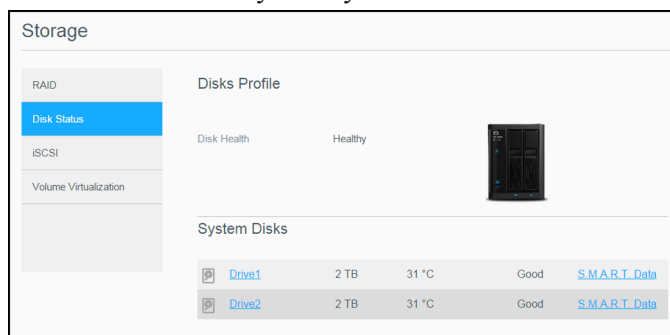 Storage
RAID
Disk Status
iSCSI
Volume Virtualization
Disks Profile
Disk Health Healthy
System Disks
Drive1 2 TB 31 °C Good S.M.A.R.T. Data
Drive2 2 TB 31 °C Good S.M.A.R.T. Data